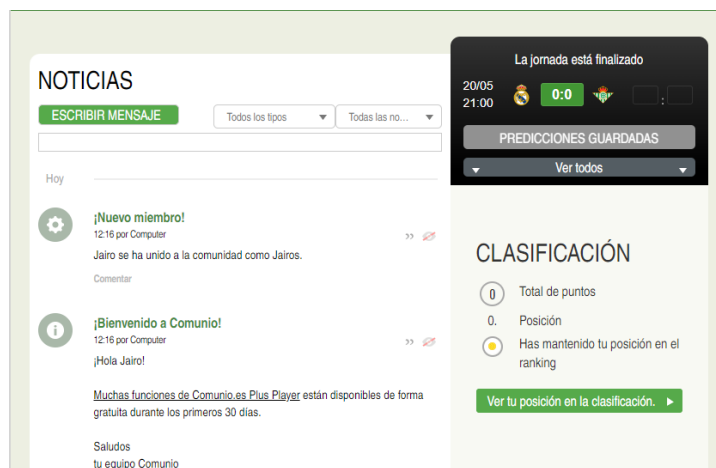 NOTICIAS
ESCRIBIR MENSAJE
Todos los tipos
Todas las no...
Hoy
¡Nuevo miembro!
12:16 por Computer
Jairo se ha unido a la comunidad como Jairos.
Comentar
¡Bienvenido a Comunio!
12:16 por Computer
¡Hola Jairo!
Muchas funciones de Comunio.es Plus Player están disponibles de forma
gratuita durante los primeros 30 días.
Saludos
tu equipo Comunio
La jornada está finalizado
20/05
21:00
0:0
:
PREDICCIONES GUARDADAS
Ver todos
CLASIFICACIÓN
0 Total de puntos
0. Posición
Has mantenido tu posición en el
ranking
Ver tu posición en la clasificación.